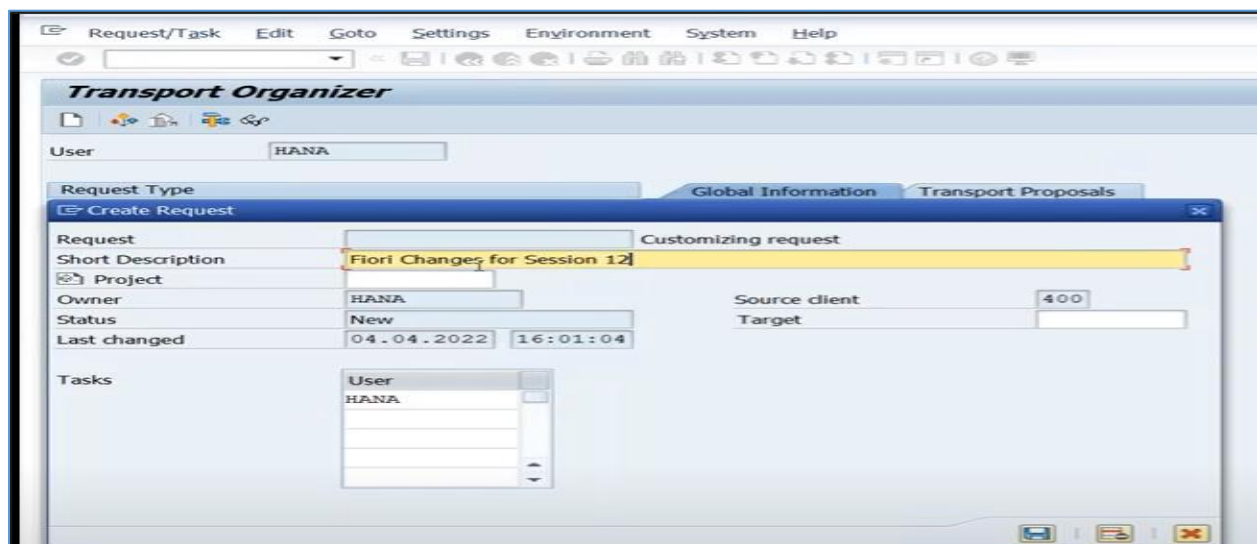 Request/Task Edit Goto Settings Environment System Help
Transport Organizer
User HANA
Request Type Global Information Transport Proposals
Create Request
Request Customizing request
Short Description Fiori Changes for Session 12
Project
Owner HANA Source client 400
Status New Target
Last changed 04.04.2022 16:01:04
Tasks User
HANA